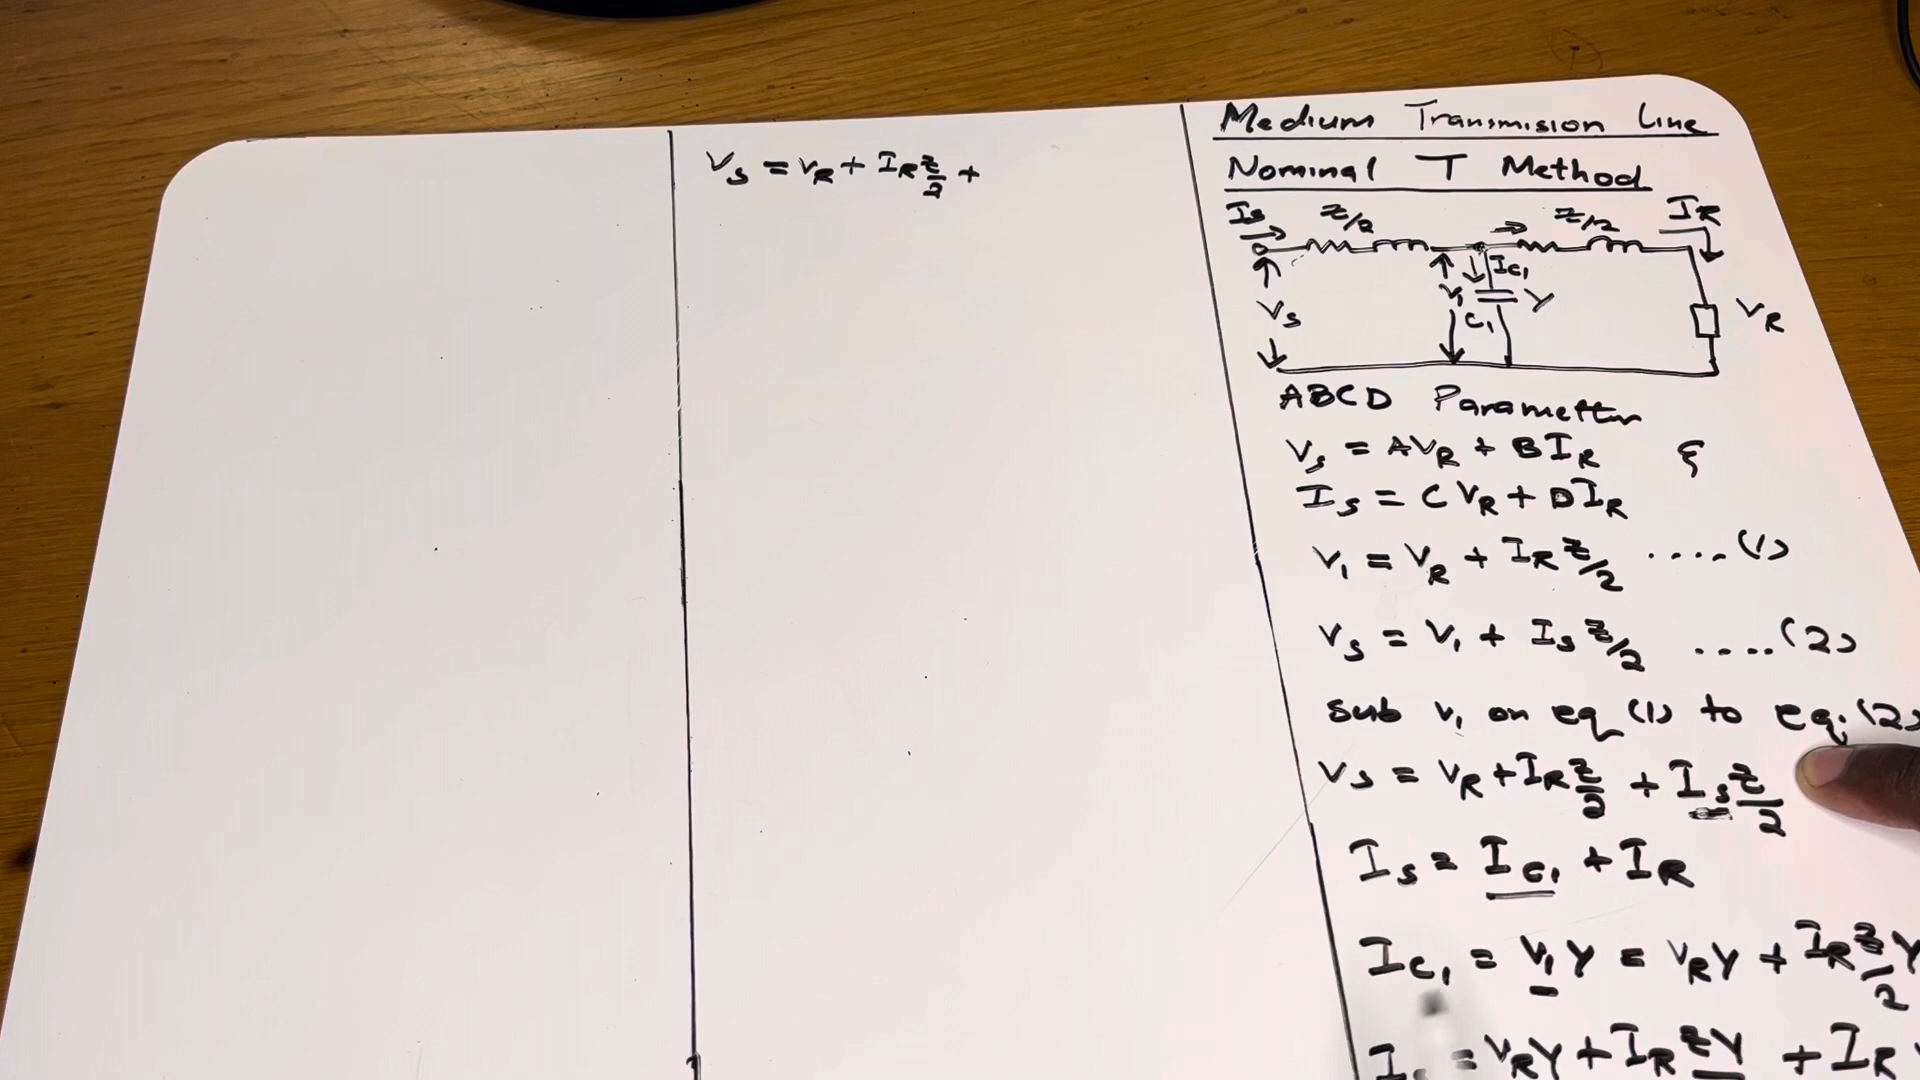 Vs = VR + IR Z/2 +
Medium Transmision Line
Nominal T Method
Is Z/2 Z/2 IR
Ic1
Vs V1 Y VR
C1
ABCD Parametter
Vs = AVR + BIR &
Is = CVR + DIR
V1 = VR + IR Z/2 ....(1)
Vs = V1 + Is Z/2 ....(2)
Sub V1 on eq (1) to eq. (2)
Vs = VR + IR Z/2 + Is Z/2
Is = Ic1 + IR
Ic1 = V1Y = VRY + IR Z/2 Y
= VRY + IR ZY + IR